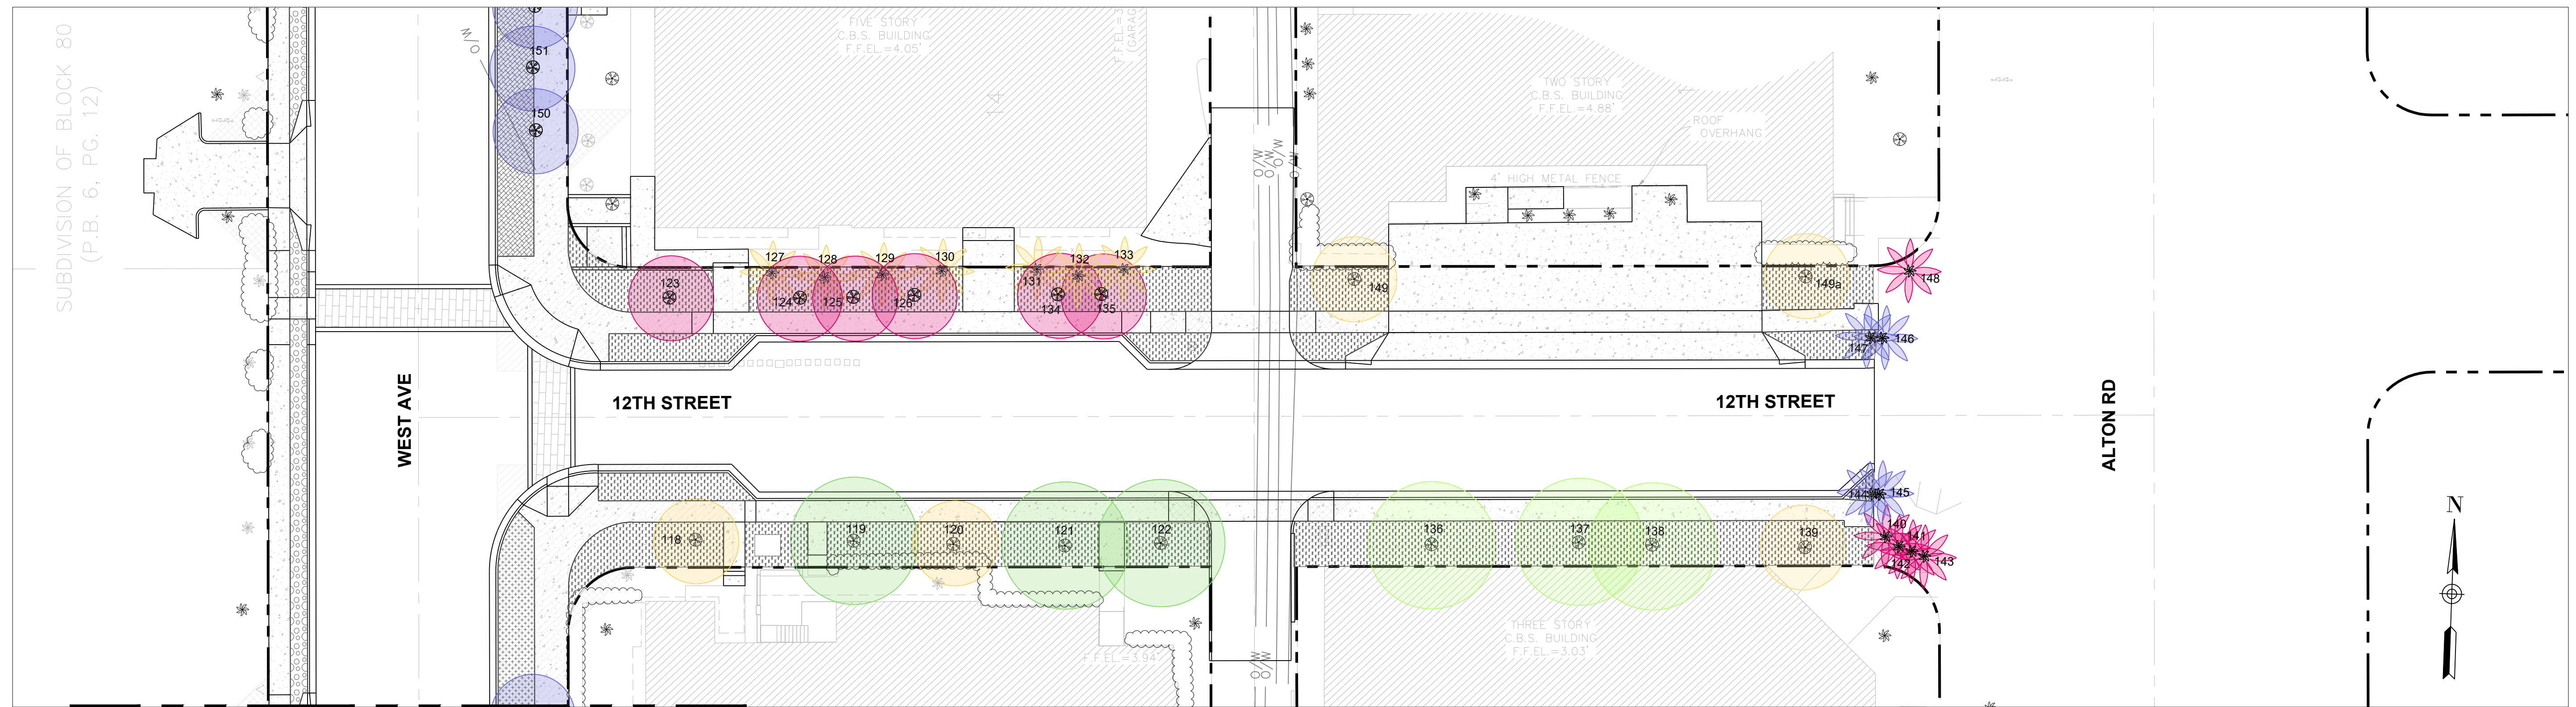 SUBDIVISION OF BLOCK 80
(P.B. 6, PG. 12)
O/W
151
150
FIVE STORY
C.B.S. BUILDING
F.F.EL.=4.05'
TWO STORY
C.B.S. BUILDING
F.F.EL.=4.88'
ROOF
OVERHANG
4' HIGH METAL FENCE
O/W
O/W
O/W
O/W
123
127
128
129
130
124
125
126
131
132
133
134
135
149
149a
148
147
146
WEST AVE
12TH STREET
12TH STREET
ALTON RD
118
119
120
121
122
136
137
138
139
144
145
140
141
142
143
F.F.EL.=3.94'
O/W
O/W
THREE STORY
C.B.S. BUILDING
F.F.EL.=3.03'
N